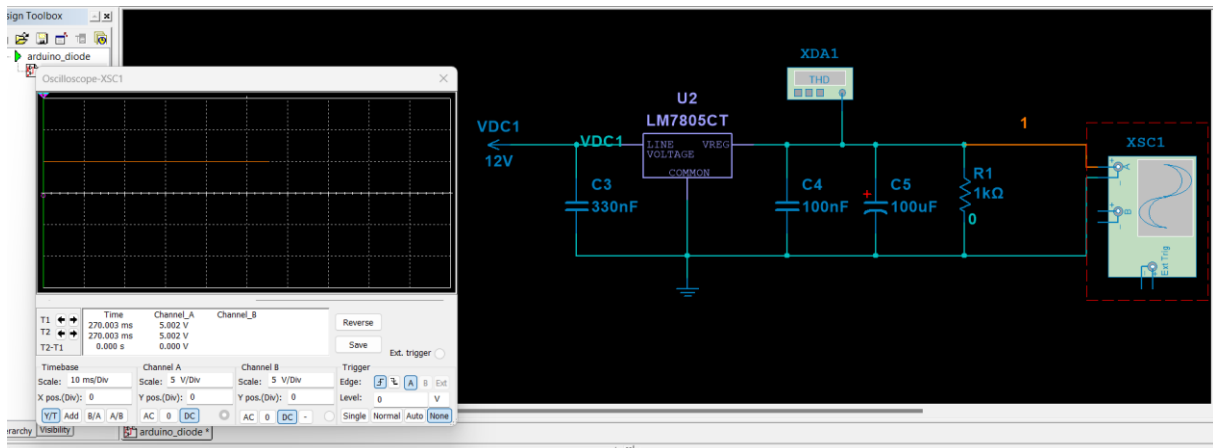 sign Toolbox
arduino_diode
Oscilloscope-XSC1
Time Channel_A Channel_B
T1 270.003 ms 5.002 V
T2 270.003 ms 5.002 V
T2-T1 0.000 s 0.000 V
Reverse
Save
Ext. trigger
Timebase
Scale: 10 ms/Div
X pos.(Div): 0
Y/T Add B/A A/B
Channel A
Scale: 5 V/Div
Y pos.(Div): 0
AC 0 DC
Channel B
Scale: 5 V/Div
Y pos.(Div): 0
AC 0 DC -
Trigger
Edge: A B Ext
Level: 0 V
Single Normal Auto None
erarchy Visibility
arduino_diode *
VDC1
12V
VDC1
C3
330nF
U2
LM7805CT
LINE VREG
VOLTAGE
COMMON
XDA1
THD
C4
100nF
+
C5
100uF
R1
1kΩ
0
1
XSC1
+ A
-
+ B
-
Ext Trig
+
-